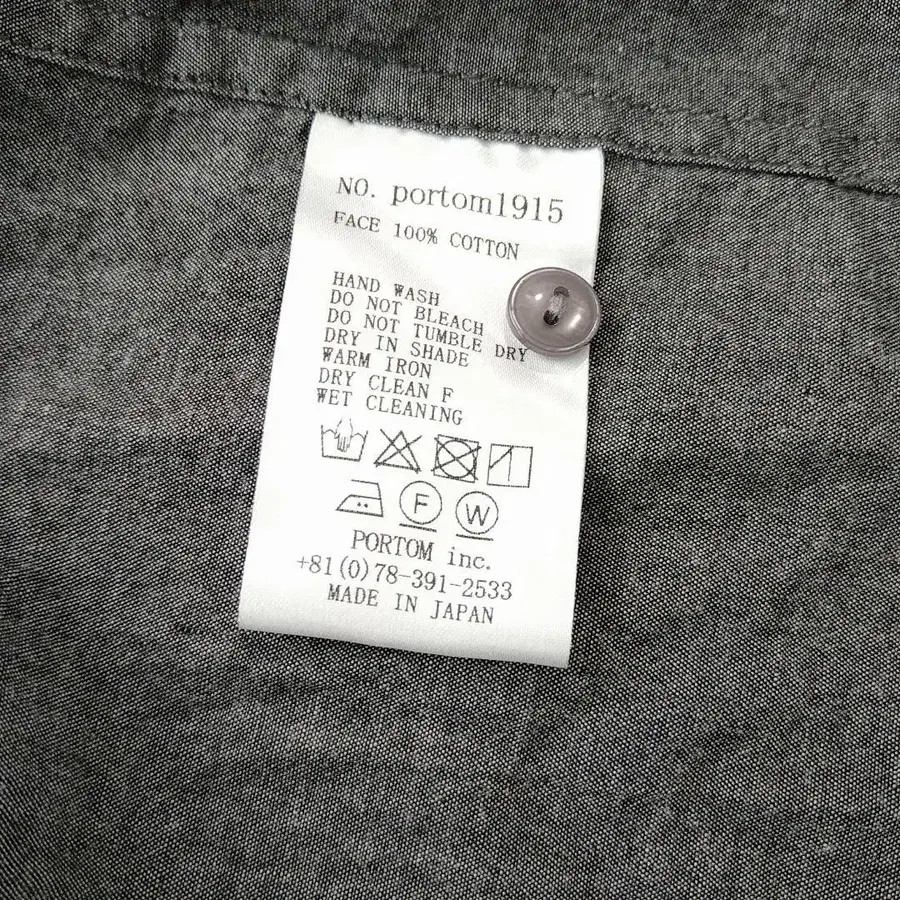 NO. portom1915
FACE 100% COTTON
HAND WASH
DO NOT BLEACH
DO NOT TUMBLE DRY
DRY IN SHADE
WARM IRON
DRY CLEAN F
WET CLEANING
F W
PORTOM inc.
+81(0)78-391-2533
MADE IN JAPAN